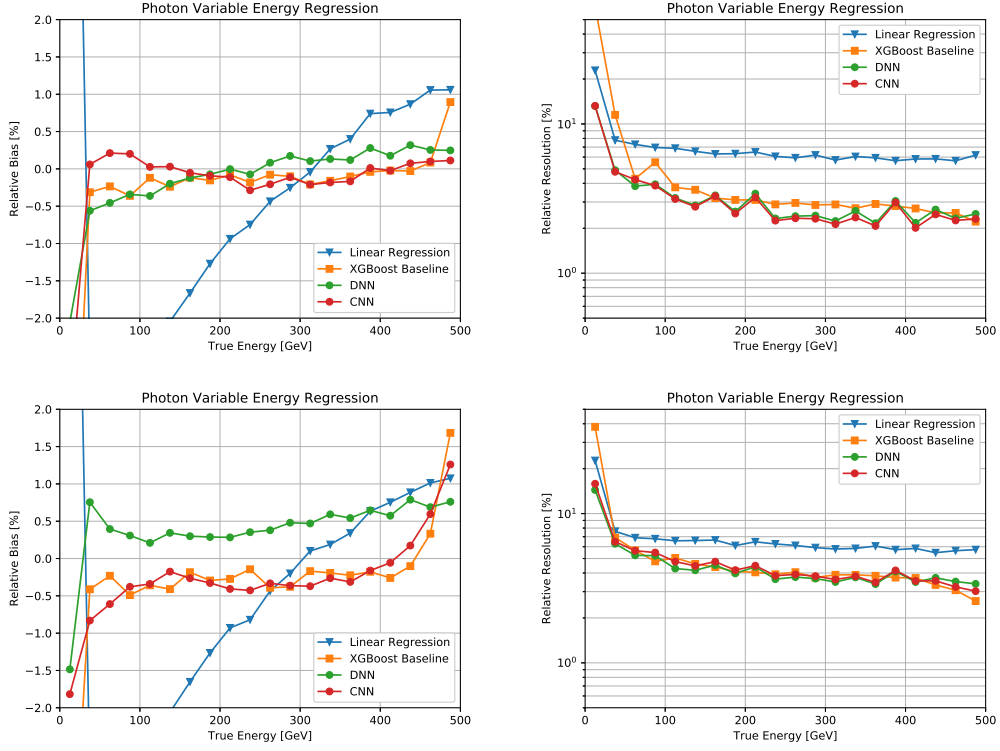 Photon Variable Energy Regression
Relative Bias [%]
2.0
1.5
1.0
0.5
0.0
−0.5
−1.0
−1.5
−2.0
Linear Regression
XGBoost Baseline
DNN
CNN
0 100 200 300 400 500
True Energy [GeV]
Photon Variable Energy Regression
Relative Resolution [%]
10¹
10⁰
Linear Regression
XGBoost Baseline
DNN
CNN
0 100 200 300 400 500
True Energy [GeV]
Photon Variable Energy Regression
Relative Bias [%]
2.0
1.5
1.0
0.5
0.0
−0.5
−1.0
−1.5
−2.0
Linear Regression
XGBoost Baseline
DNN
CNN
0 100 200 300 400 500
True Energy [GeV]
Photon Variable Energy Regression
Relative Resolution [%]
10¹
10⁰
Linear Regression
XGBoost Baseline
DNN
CNN
0 100 200 300 400 500
True Energy [GeV]